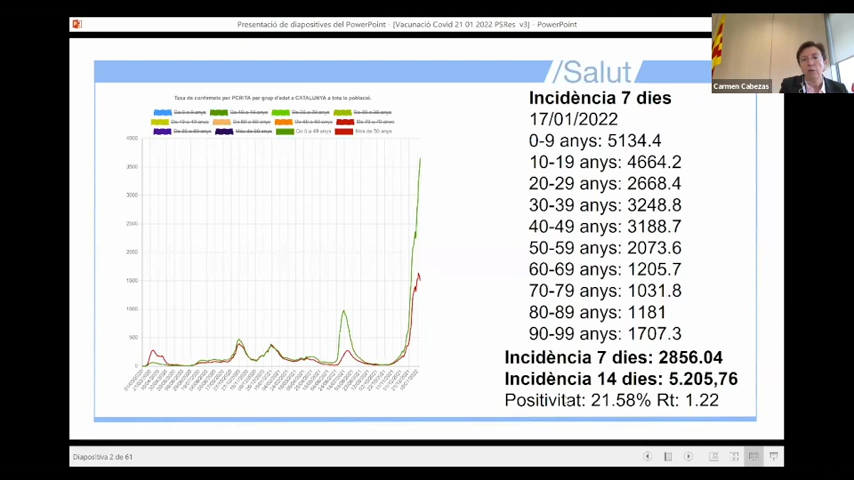 Presentació de diapositives del PowerPoint - [Vacunació Covid 21 01 2022 PSRes v3] - PowerPoint
Carmen Cabezas
/Salut/
Taxa de confirmats per PCR/TA per grup d'edat a CATALUNYA a tota la població.
De 0 a 49 anys
Més de 50 anys
4000
3500
3000
2500
2000
1500
1000
500
0
Incidència 7 dies
17/01/2022
0-9 anys: 5134.4
10-19 anys: 4664.2
20-29 anys: 2668.4
30-39 anys: 3248.8
40-49 anys: 3188.7
50-59 anys: 2073.6
60-69 anys: 1205.7
70-79 anys: 1031.8
80-89 anys: 1181
90-99 anys: 1707.3
Incidència 7 dies: 2856.04
Incidència 14 dies: 5.205,76
Positivitat: 21.58% Rt: 1.22
Diapositiva 2 de 61